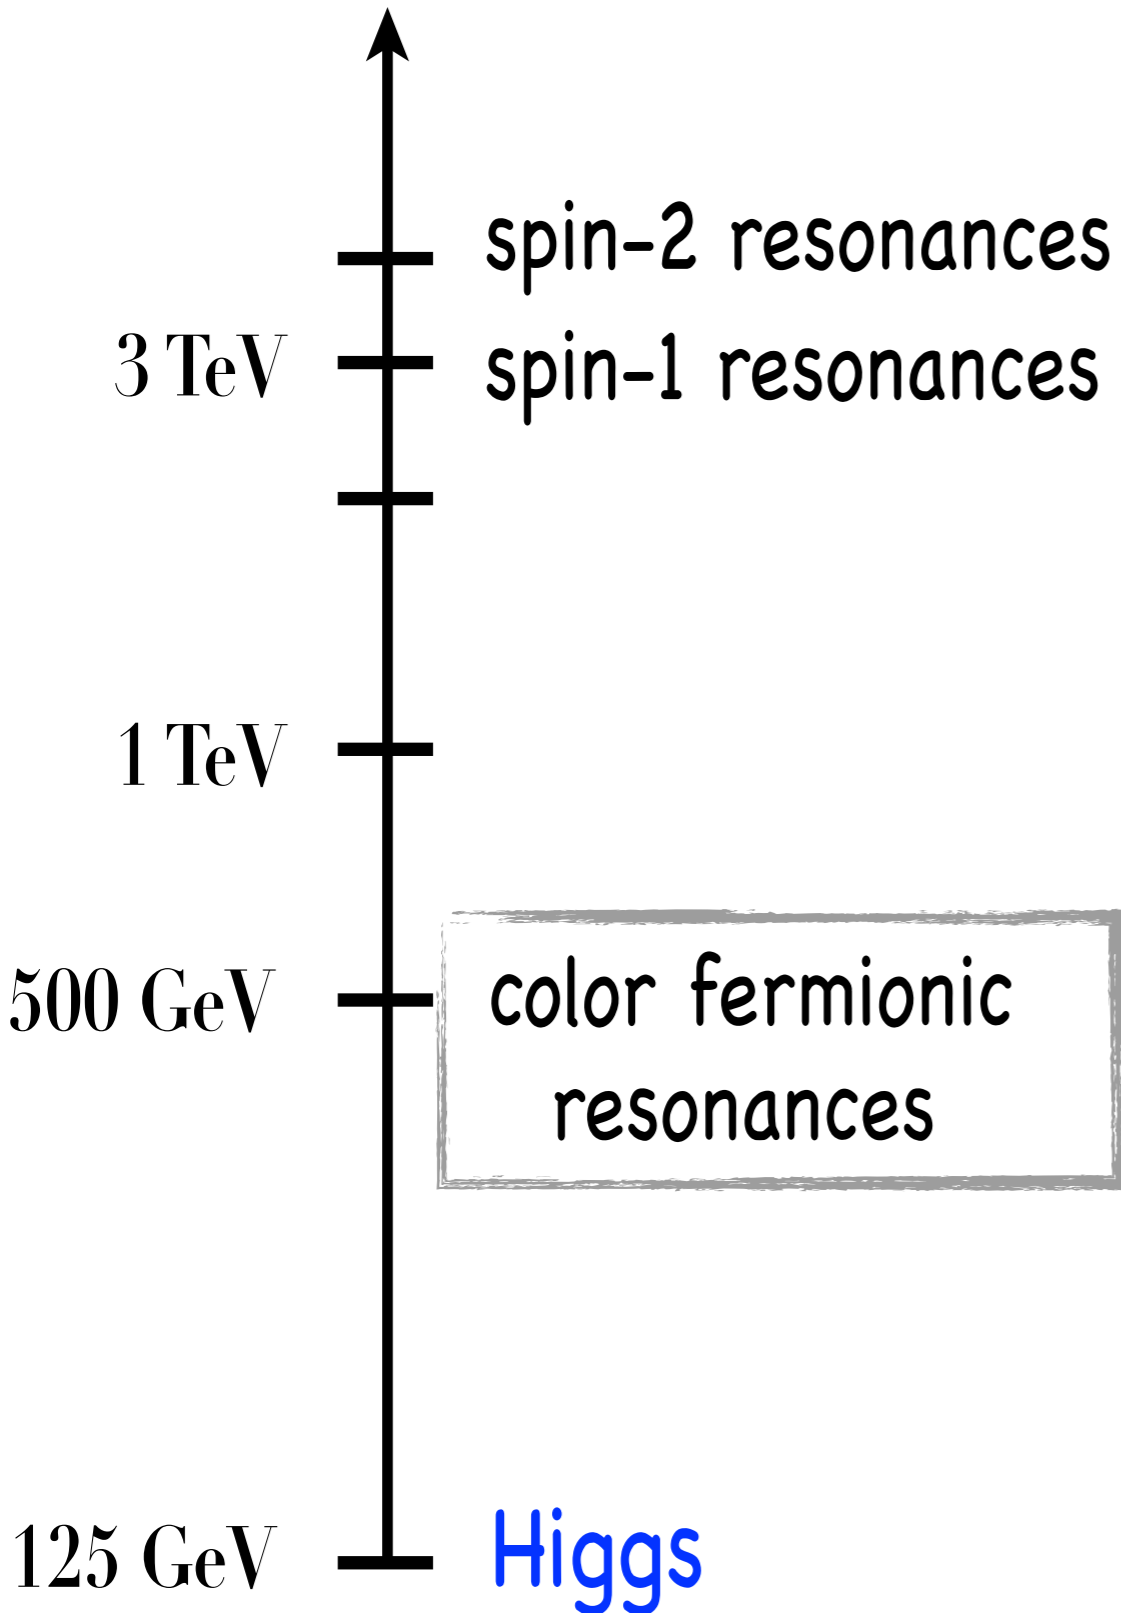 spin-2 resonances
3 TeV spin-1 resonances
1 TeV
500 GeV color fermionic
resonances
125 GeV Higgs